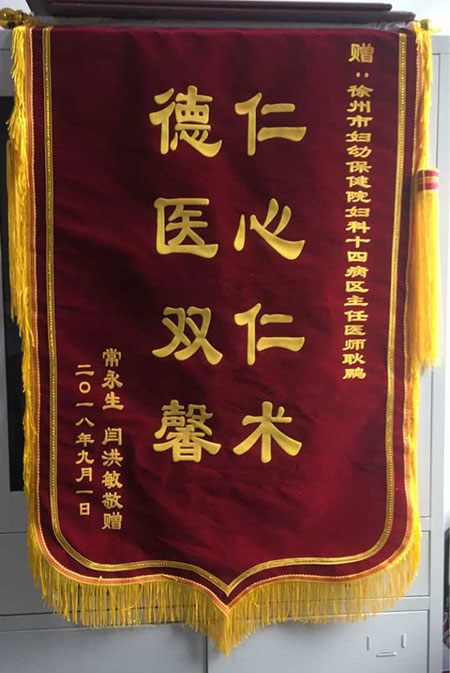 赠：徐州市妇幼保健院妇科十四病区主任医师耿鹏
仁心仁术
德医双馨
常永生 闫洪敏敬赠
二〇一八年九月一日